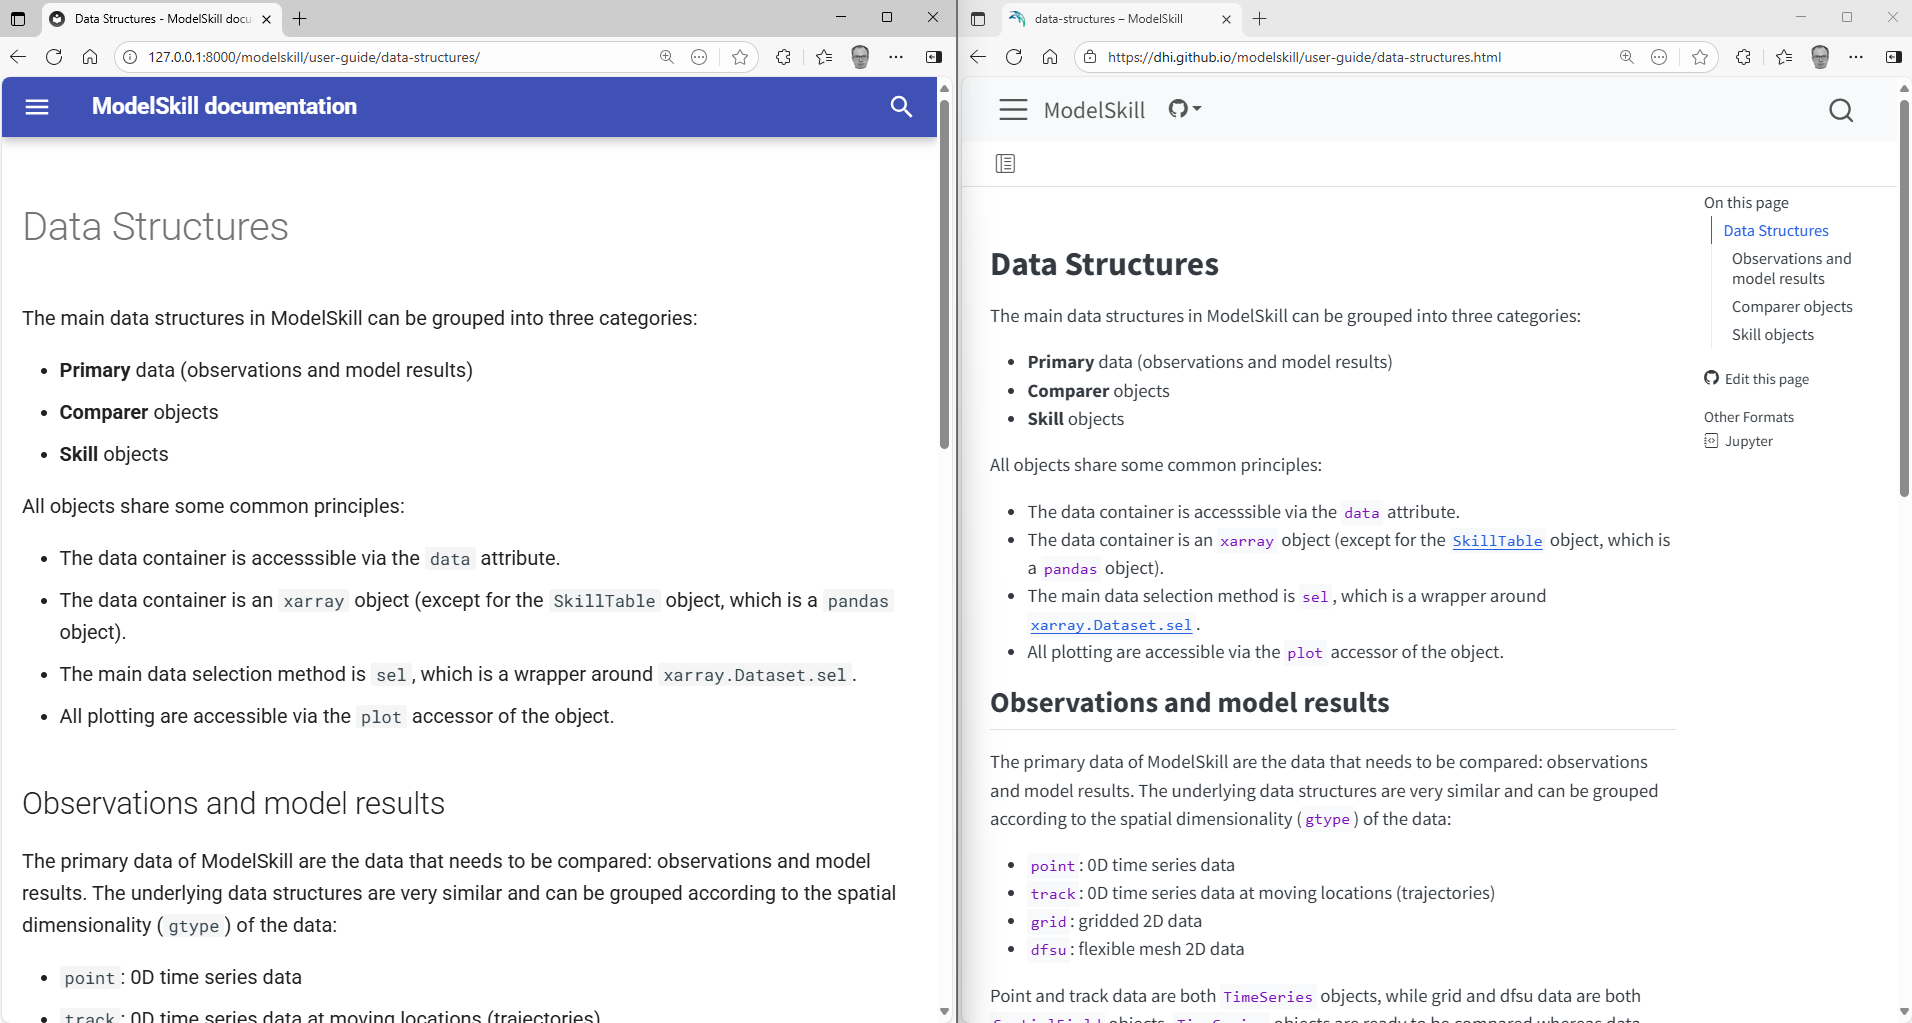 Data Structures - ModelSkill docu
127.0.0.1:8000/modelskill/user-guide/data-structures/
ModelSkill documentation
Data Structures
The main data structures in ModelSkill can be grouped into three categories:
• Primary data (observations and model results)
• Comparer objects
• Skill objects
All objects share some common principles:
• The data container is accesssible via the data attribute.
• The data container is an xarray object (except for the SkillTable object, which is a pandas
object).
• The main data selection method is sel, which is a wrapper around xarray.Dataset.sel.
• All plotting are accessible via the plot accessor of the object.
Observations and model results
The primary data of ModelSkill are the data that needs to be compared: observations and model
results. The underlying data structures are very similar and can be grouped according to the spatial
dimensionality (gtype) of the data:
• point: 0D time series data
• track: 0D time series data at moving locations (trajectories)
data-structures – ModelSkill
https://dhi.github.io/modelskill/user-guide/data-structures.html
ModelSkill
Data Structures
The main data structures in ModelSkill can be grouped into three categories:
• Primary data (observations and model results)
• Comparer objects
• Skill objects
All objects share some common principles:
• The data container is accesssible via the data attribute.
• The data container is an xarray object (except for the SkillTable object, which is
a pandas object).
• The main data selection method is sel, which is a wrapper around
xarray.Dataset.sel.
• All plotting are accessible via the plot accessor of the object.
Observations and model results
The primary data of ModelSkill are the data that needs to be compared: observations
and model results. The underlying data structures are very similar and can be grouped
according to the spatial dimensionality (gtype) of the data:
• point: 0D time series data
• track: 0D time series data at moving locations (trajectories)
• grid: gridded 2D data
• dfsu: flexible mesh 2D data
Point and track data are both TimeSeries objects, while grid and dfsu data are both
SpatialField objects. TimeSeries objects are ready to be compared whereas data
On this page
Data Structures
Observations and
model results
Comparer objects
Skill objects
Edit this page
Other Formats
Jupyter